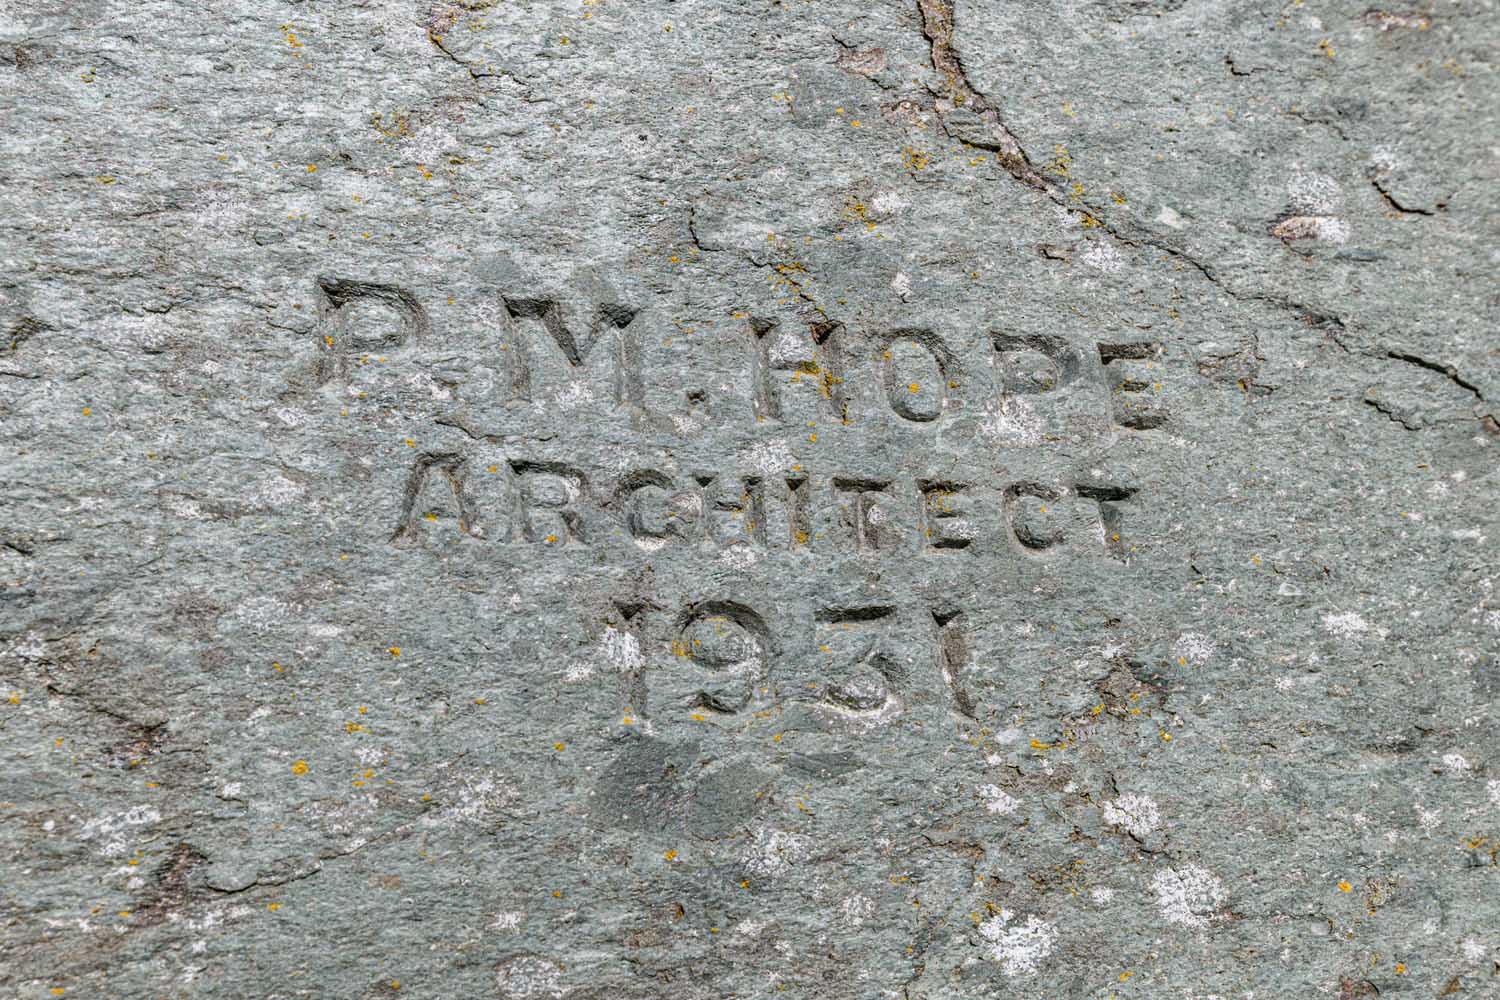 P. M. HOPE
ARCHITECT
1931